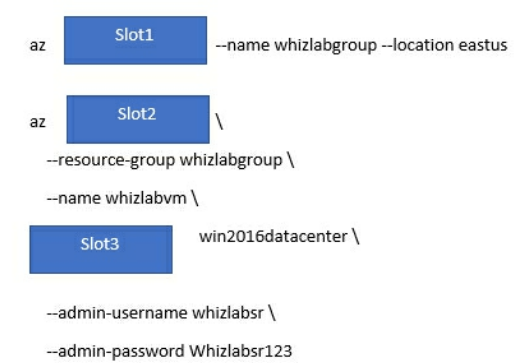 az Slot1 --name whizlabgroup --location eastus
az Slot2 \
--resource-group whizlabgroup \
--name whizlabvm \
Slot3 win2016datacenter \
--admin-username whizlabsr \
--admin-password Whizlabsr123